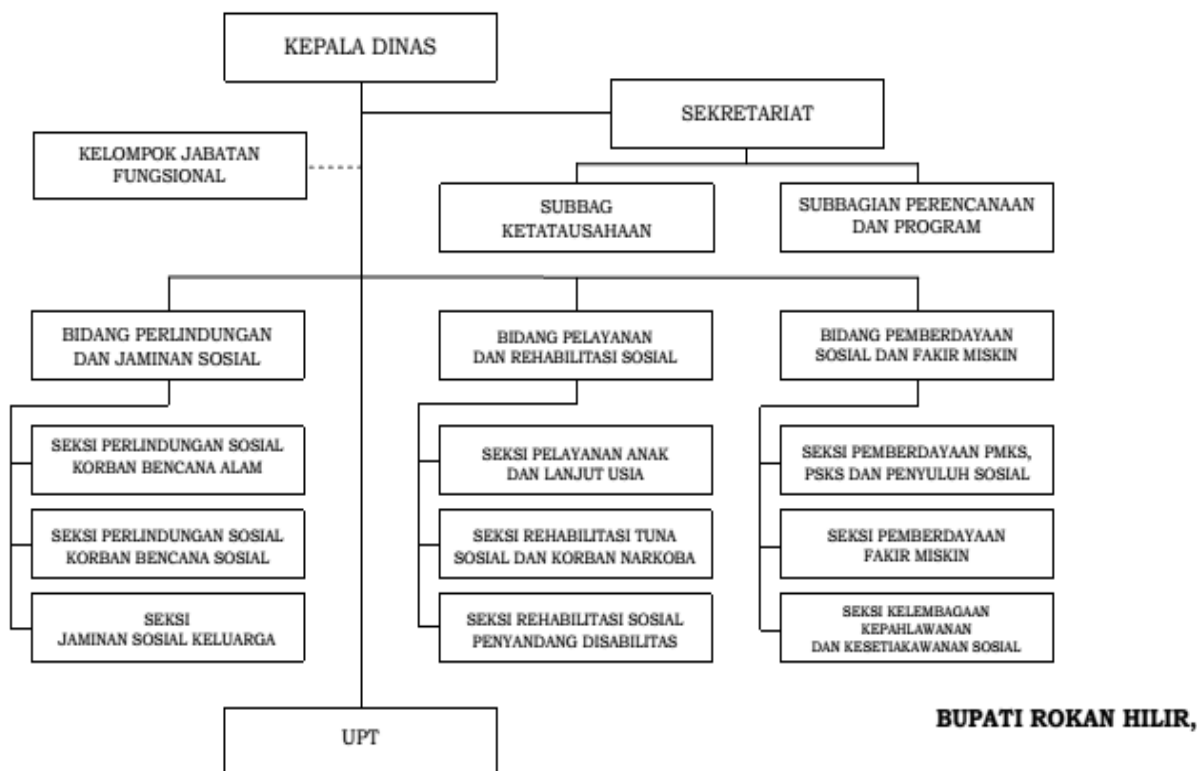 KEPALA DINAS
SEKRETARIAT
KELOMPOK JABATAN
FUNGSIONAL
SUBBAG
KETATAUSAHAAN
SUBBAGIAN PERENCANAAN
DAN PROGRAM
BIDANG PERLINDUNGAN
DAN JAMINAN SOSIAL
BIDANG PELAYANAN
DAN REHABILITASI SOSIAL
BIDANG PEMBERDAYAAN
SOSIAL DAN FAKIR MISKIN
SEKSI PERLINDUNGAN SOSIAL
KORBAN BENCANA ALAM
SEKSI PELAYANAN ANAK
DAN LANJUT USIA
SEKSI PEMBERDAYAAN PMKS,
PSKS DAN PENYULUH SOSIAL
SEKSI PERLINDUNGAN SOSIAL
KORBAN BENCANA SOSIAL
SEKSI REHABILITASI TUNA
SOSIAL DAN KORBAN NARKOBA
SEKSI PEMBERDAYAAN
FAKIR MISKIN
SEKSI
JAMINAN SOSIAL KELUARGA
SEKSI REHABILITASI SOSIAL
PENYANDANG DISABILITAS
SEKSI KELEMBAGAAN
KEPAHLAWANAN
DAN KESETIAKAWANAN SOSIAL
UPT
BUPATI ROKAN HILIR,